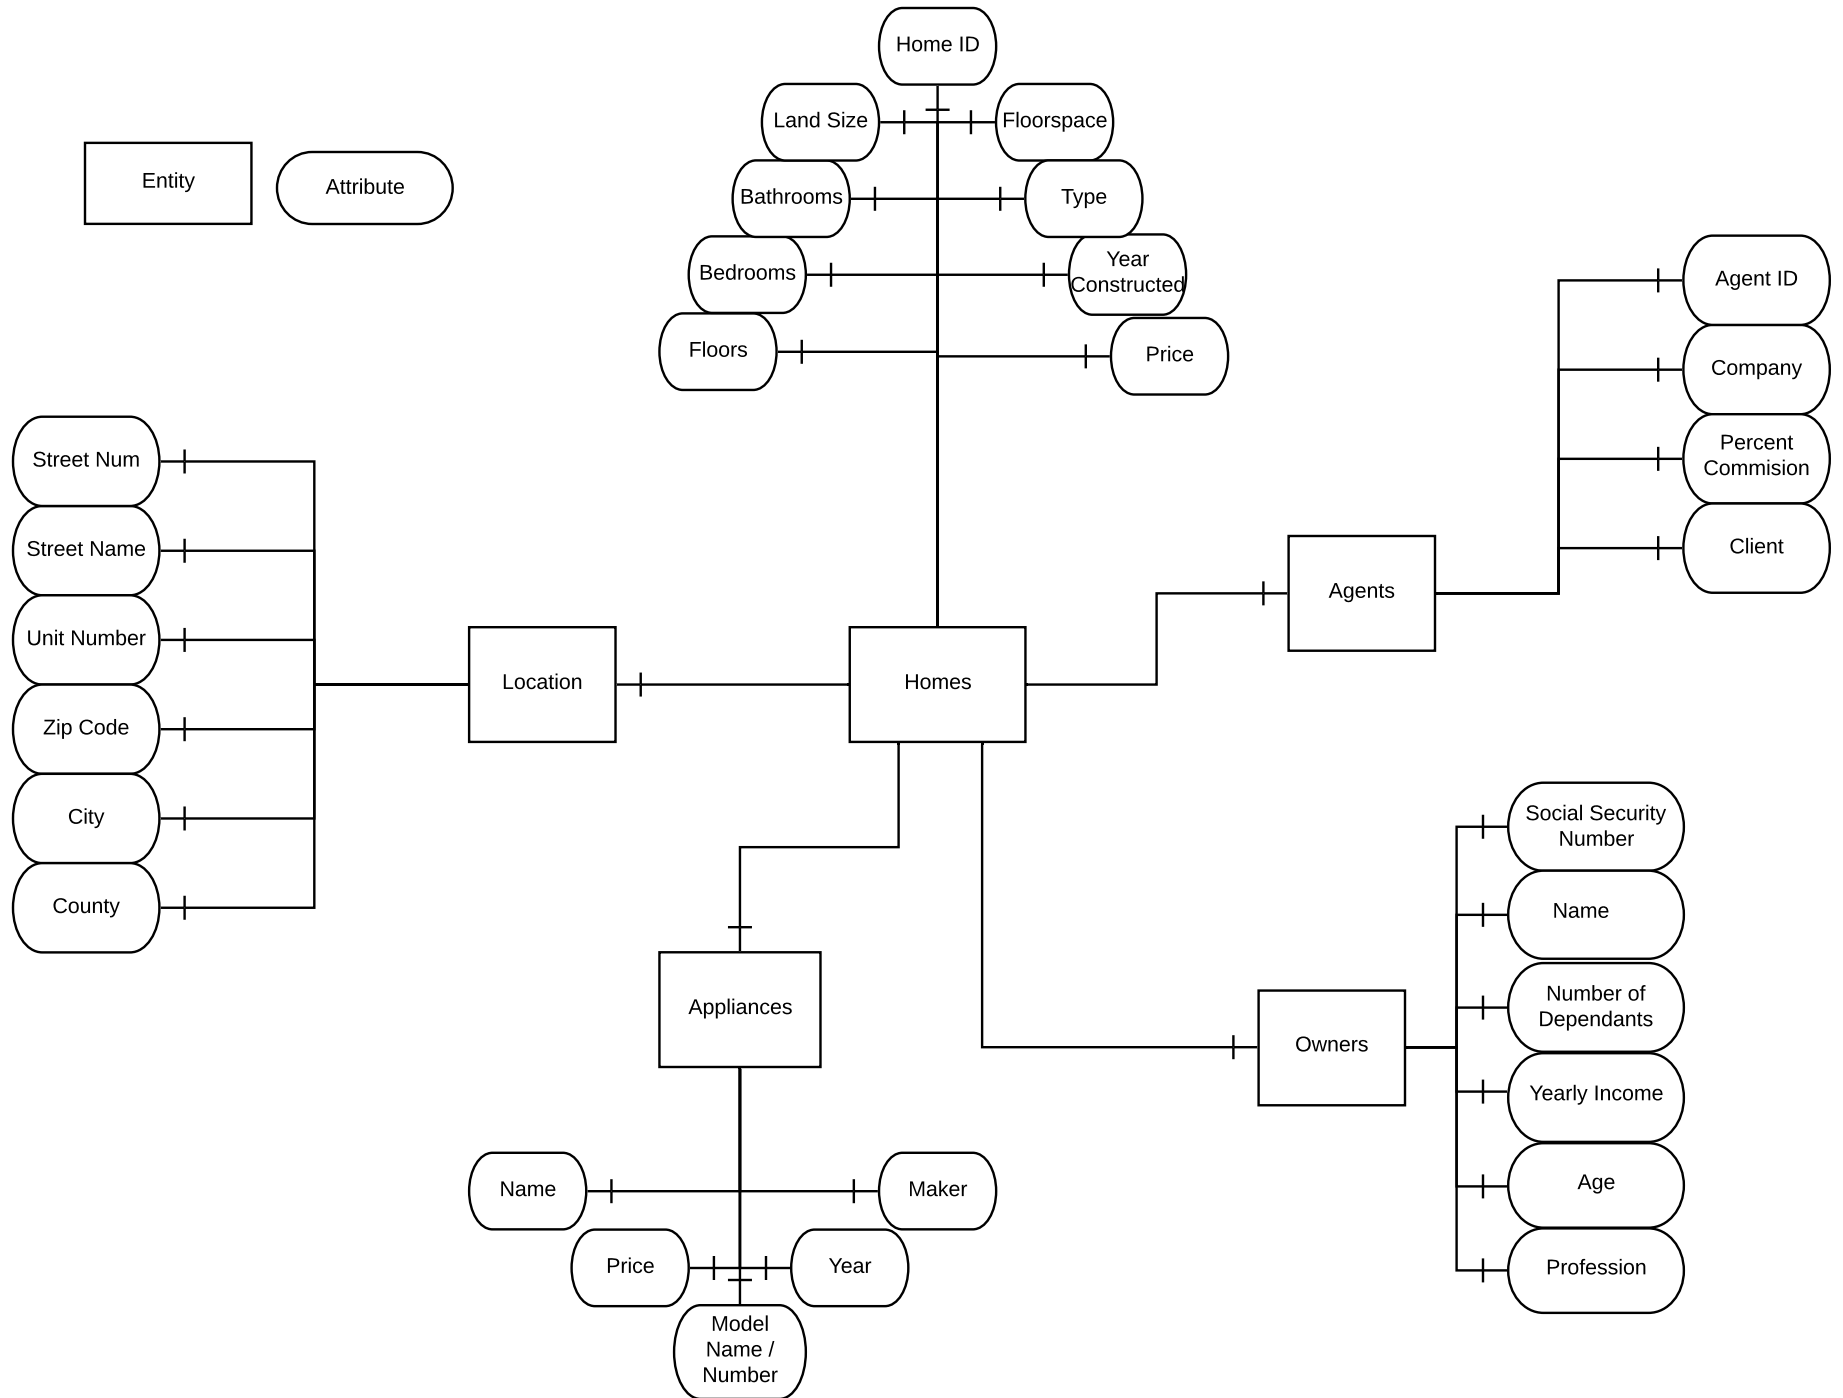 Home ID
Land Size
Floorspace
Entity
Attribute
Bathrooms
Type
Bedrooms
Year
Constructed
Floors
Price
Agent ID
Company
Percent
Commision
Client
Street Num
Street Name
Unit Number
Zip Code
City
County
Location
Homes
Agents
Appliances
Owners
Social Security
Number
Name
Number of
Dependants
Yearly Income
Age
Profession
Name
Maker
Price
Year
Model
Name /
Number